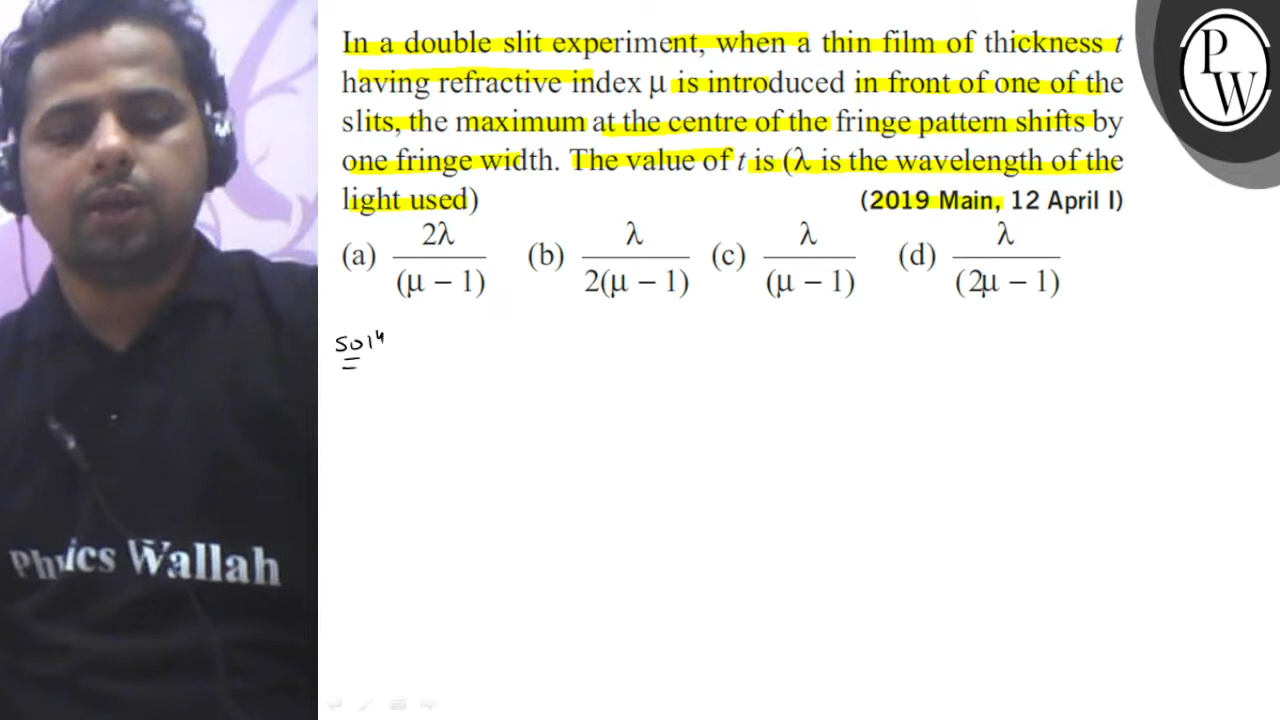 In a double slit experiment, when a thin film of thickness t
having refractive index μ is introduced in front of one of the
slits, the maximum at the centre of the fringe pattern shifts by
one fringe width. The value of t is (λ is the wavelength of the
light used) (2019 Main, 12 April I)
(a) 2λ/(μ – 1) (b) λ/2(μ – 1) (c) λ/(μ – 1) (d) λ/(2μ – 1)
Solⁿ
PW
Physics Wallah